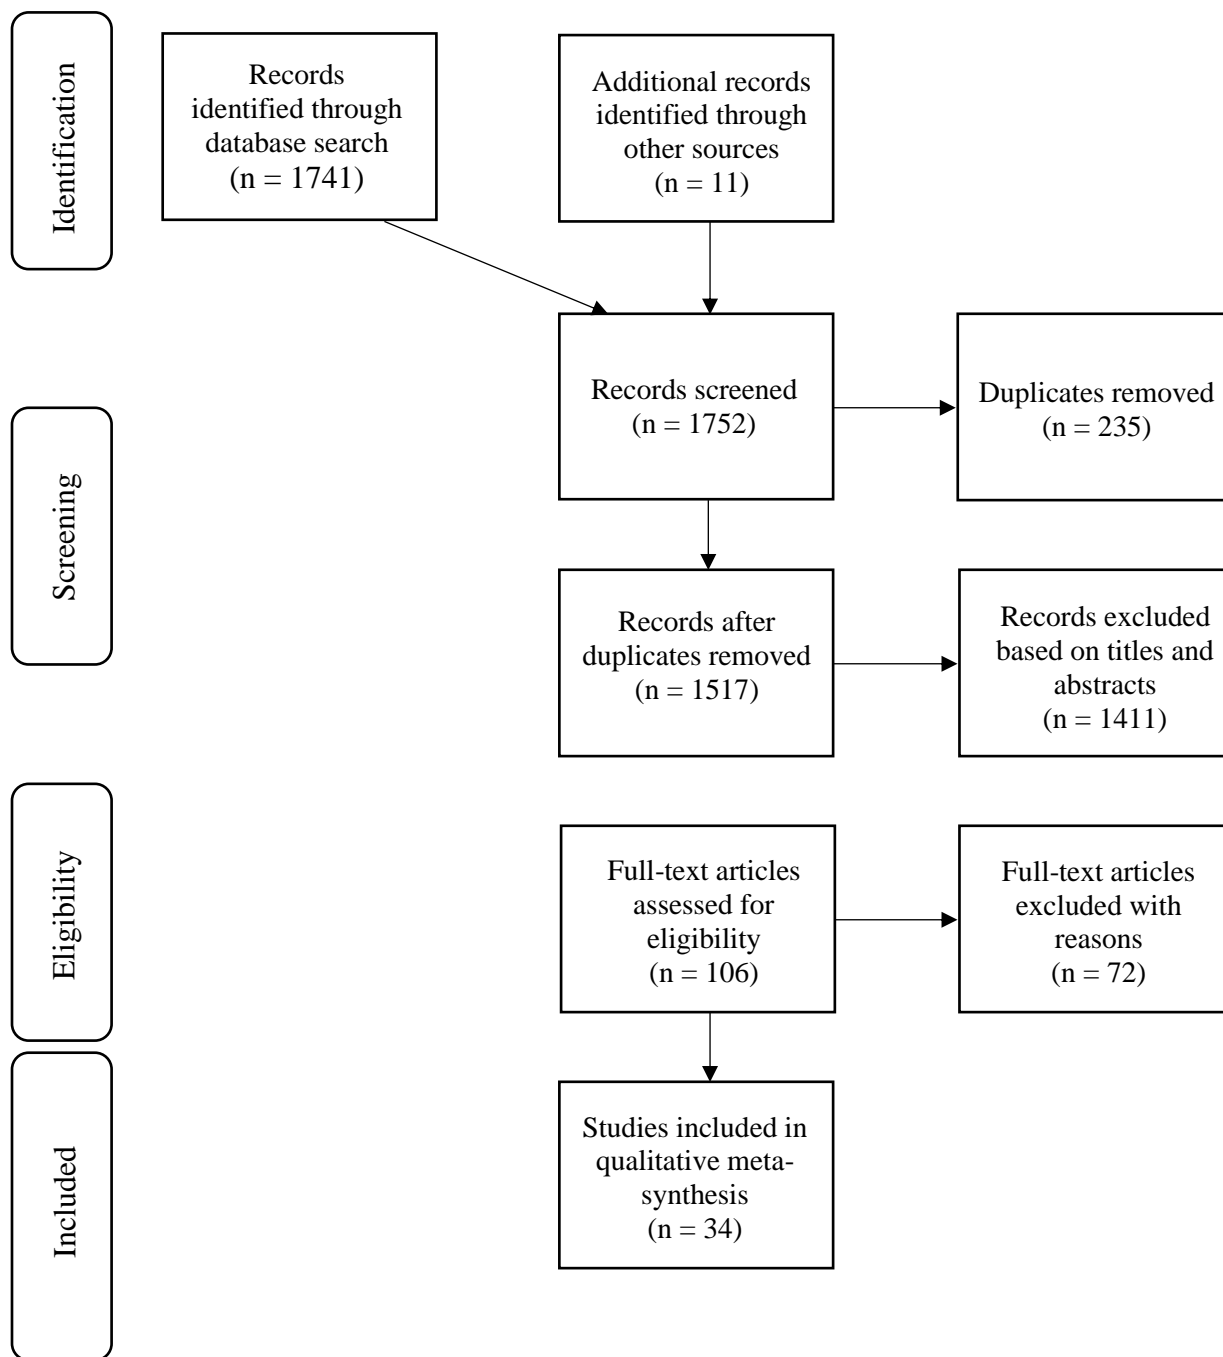 Identification
Records
identified through
database search
(n = 1741)
Additional records
identified through
other sources
(n = 11)
Screening
Records screened
(n = 1752)
Duplicates removed
(n = 235)
Records after
duplicates removed
(n = 1517)
Records excluded
based on titles and
abstracts
(n = 1411)
Eligibility
Full-text articles
assessed for
eligibility
(n = 106)
Full-text articles
excluded with
reasons
(n = 72)
Included
Studies included in
qualitative meta-
synthesis
(n = 34)